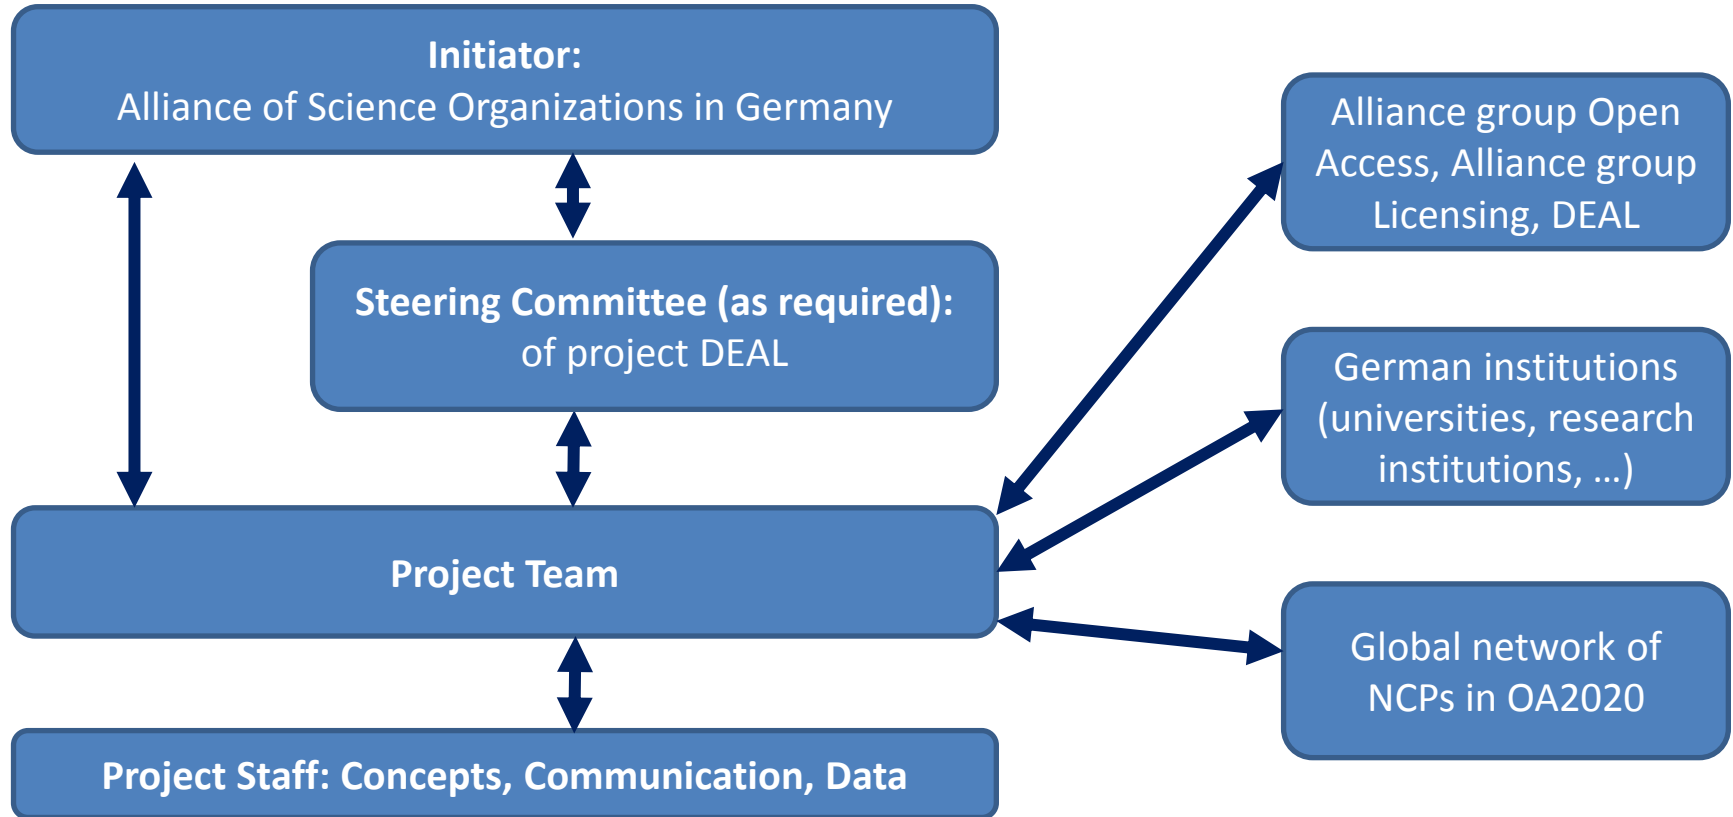 Initiator:
Alliance of Science Organizations in Germany
Steering Committee (as required):
of project DEAL
Project Team
Project Staff: Concepts, Communication, Data
Alliance group Open
Access, Alliance group
Licensing, DEAL
German institutions
(universities, research
institutions, ...)
Global network of
NCPs in OA2020